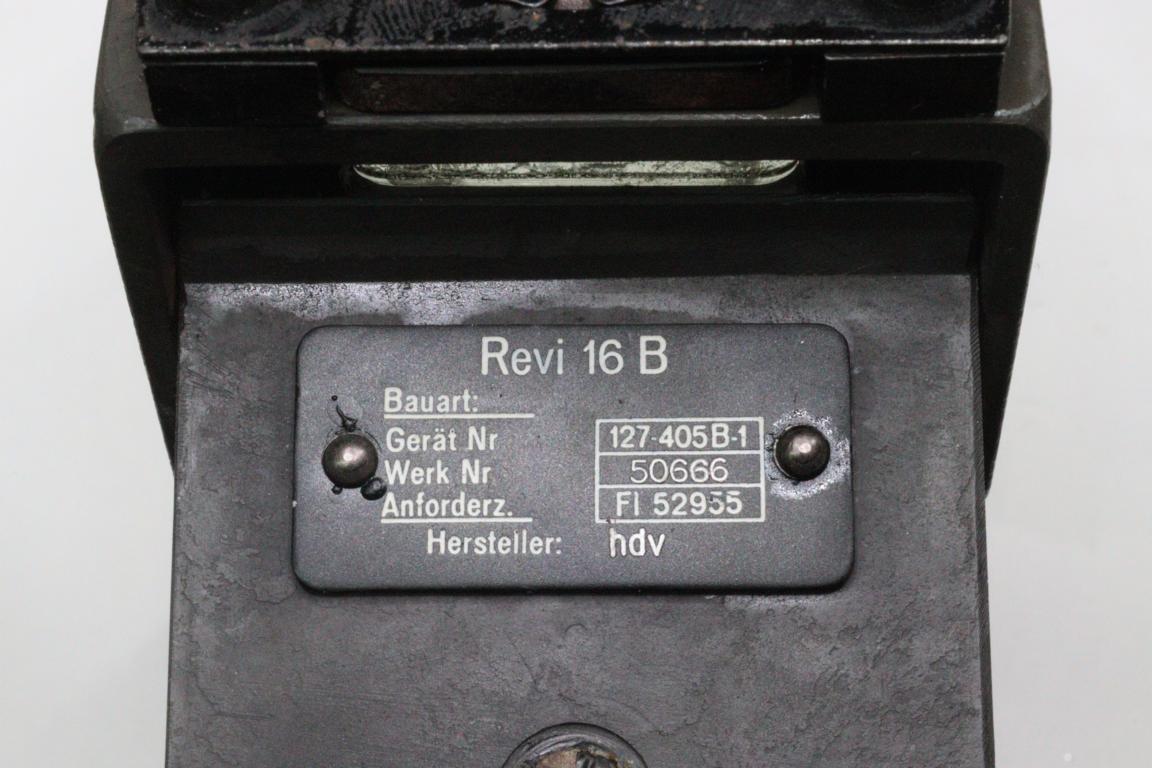 Revi 16 B
Bauart:
Gerät Nr 127-405B-1
Werk Nr 50666
Anforderz. Fl 52955
Hersteller: hdv